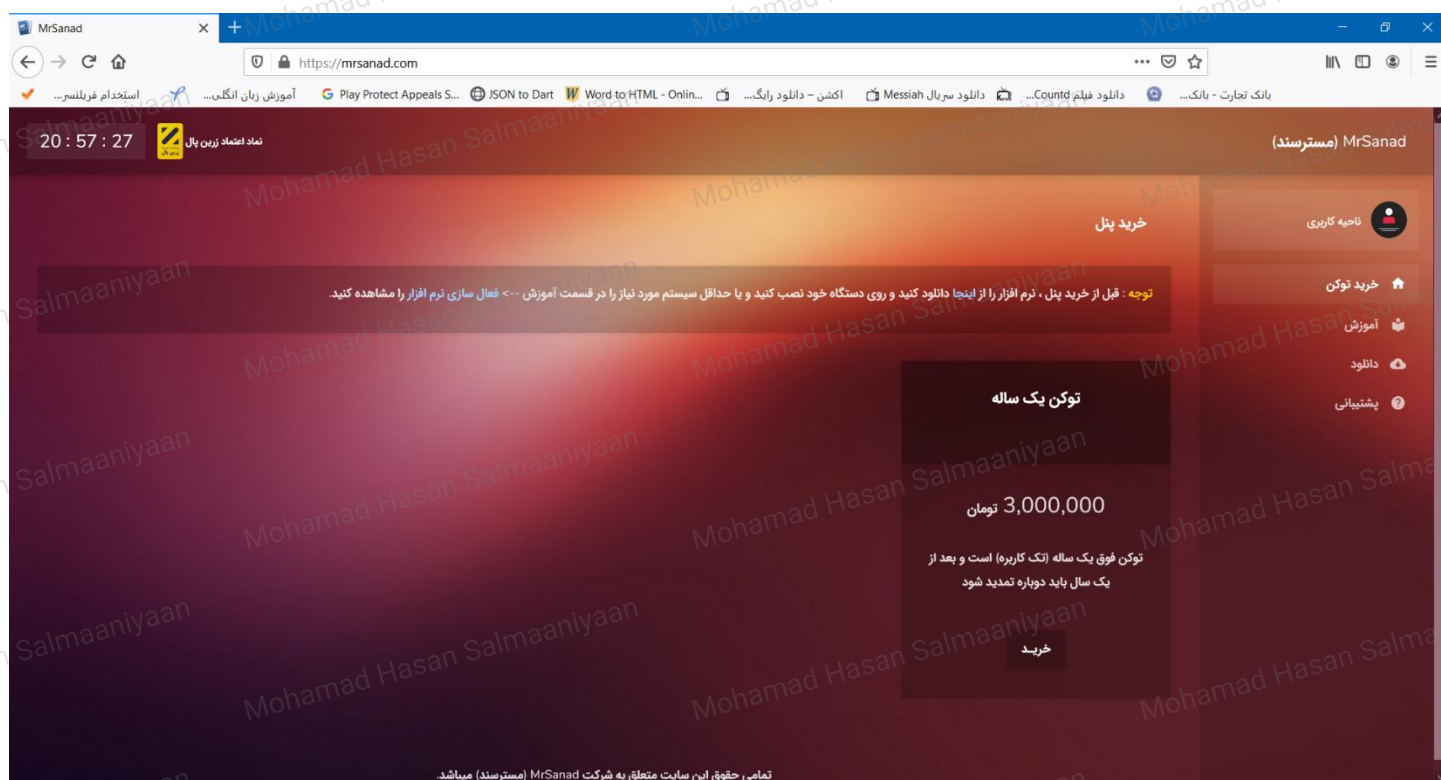 MrSanad
https://mrsanad.com
استخدام فریلنسر...
آموزش زبان انگلی...
Play Protect Appeals S...
JSON to Dart
Word to HTML - Onlin...
اکشن – دانلود رایگ...
دانلود سریال Messiah
دانلود فیلم Countd...
بانک تجارت - بانک...
MrSanad (مسترسند)
نماد اعتماد زرین پال
20 : 57 : 27
ناحیه کاربری
خرید توکن
آموزش
دانلود
پشتیبانی
خرید پنل
توجه : قبل از خرید پنل ، نرم افزار را از اینجا دانلود کنید و روی دستگاه خود نصب کنید و یا حداقل سیستم مورد نیاز را در قسمت آموزش --> فعال سازی نرم افزار را مشاهده کنید.
توکن یک ساله
3,000,000 تومان
توکن فوق یک ساله (تک کاربره) است و بعد از
یک سال باید دوباره تمدید شود
خریـد
تمامی حقوق این سایت متعلق به شرکت MrSanad (مسترسند) میباشد.
Mohamad Hasan Salmaaniyaan